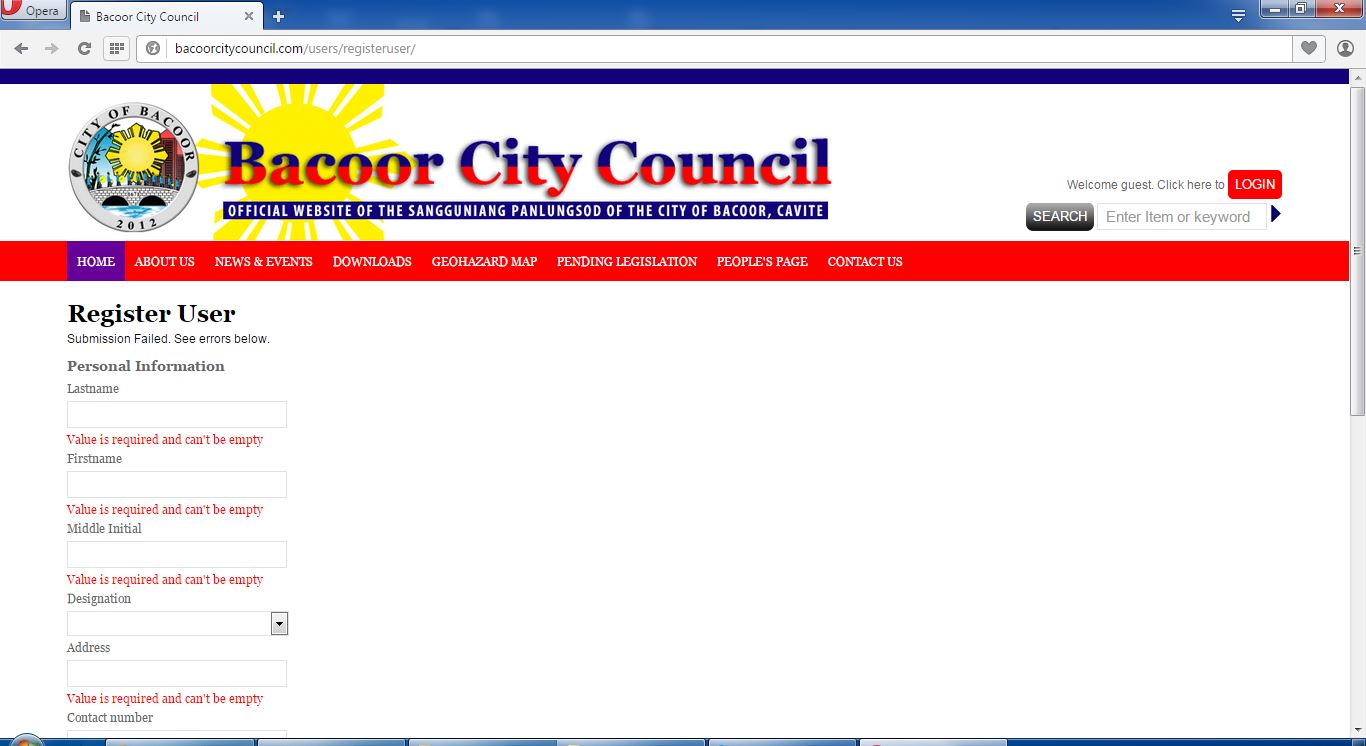 Opera
Bacoor City Council
bacoorcitycouncil.com/users/registeruser/
CITY OF BACOOR
2012
Bacoor City Council
OFFICIAL WEBSITE OF THE SANGGUNIANG PANLUNGSOD OF THE CITY OF BACOOR, CAVITE
Welcome guest. Click here to LOGIN
SEARCH Enter Item or keyword
HOME ABOUT US NEWS & EVENTS DOWNLOADS GEOHAZARD MAP PENDING LEGISLATION PEOPLE'S PAGE CONTACT US
Register User
Submission Failed. See errors below.
Personal Information
Lastname
Value is required and can't be empty
Firstname
Value is required and can't be empty
Middle Initial
Value is required and can't be empty
Designation
Address
Value is required and can't be empty
Contact number